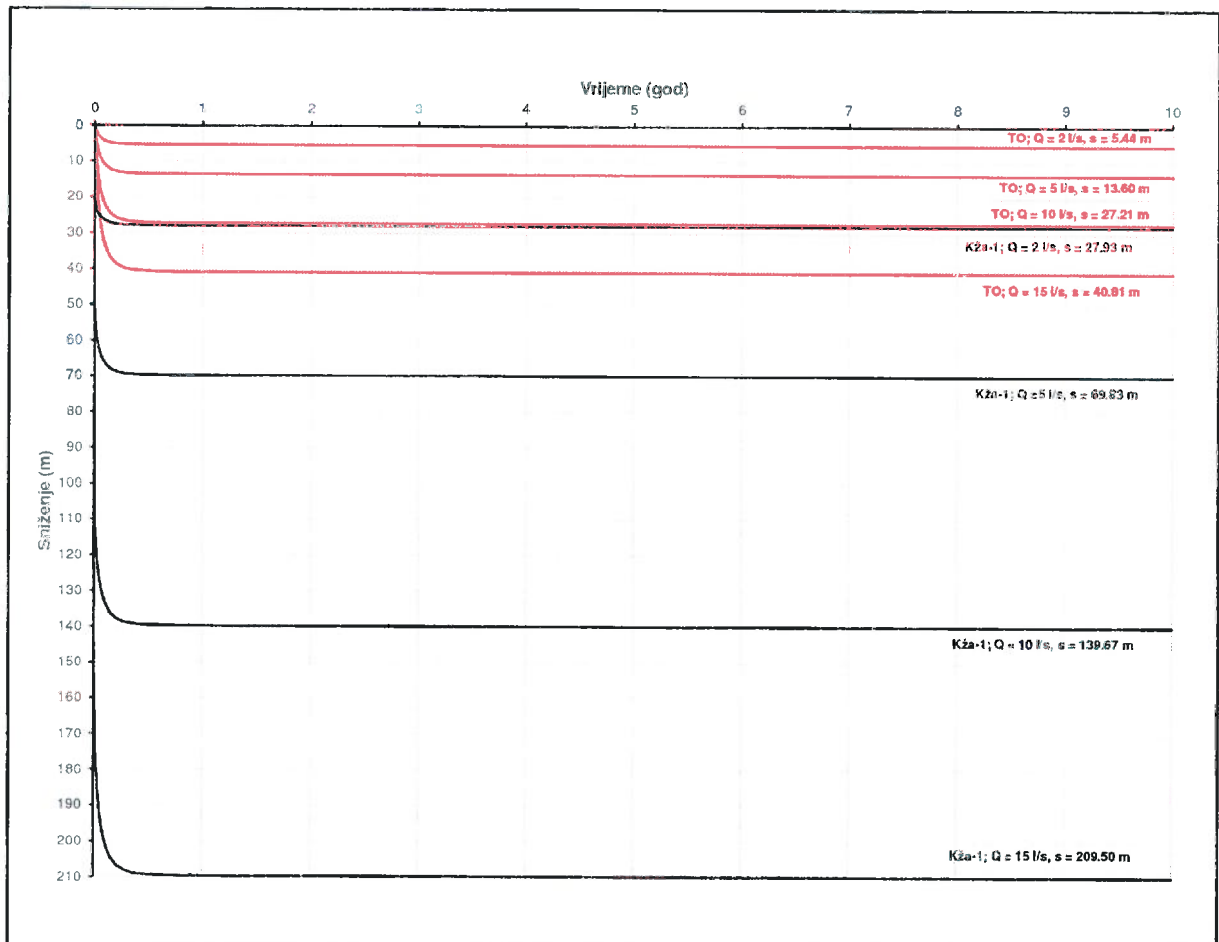 Vrijeme (god)
0 1 2 3 4 5 6 7 8 9 10
0
TO; Q = 2 l/s, s = 5.44 m
10
TO; Q = 5 l/s, s = 13.60 m
20
TO; Q = 10 l/s, s = 27.21 m
30
Kža-1; Q = 2 l/s, s = 27.93 m
40
TO; Q = 15 l/s, s = 40.81 m
50
60
70
Kža-1; Q = 5 l/s, s = 69.83 m
80
90
Sniženje (m)
100
110
120
130
140
Kža-1; Q = 10 l/s, s = 139.67 m
150
160
170
180
190
200
Kža-1; Q = 15 l/s, s = 209.50 m
210